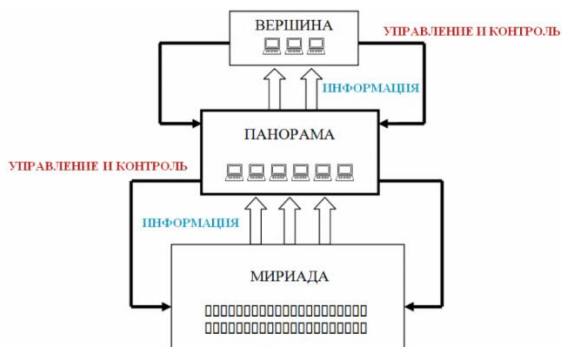 ВЕРШИНА
УПРАВЛЕНИЕ И КОНТРОЛЬ
ИНФОРМАЦИЯ
ПАНОРАМА
УПРАВЛЕНИЕ И КОНТРОЛЬ
ИНФОРМАЦИЯ
МИРИАДА